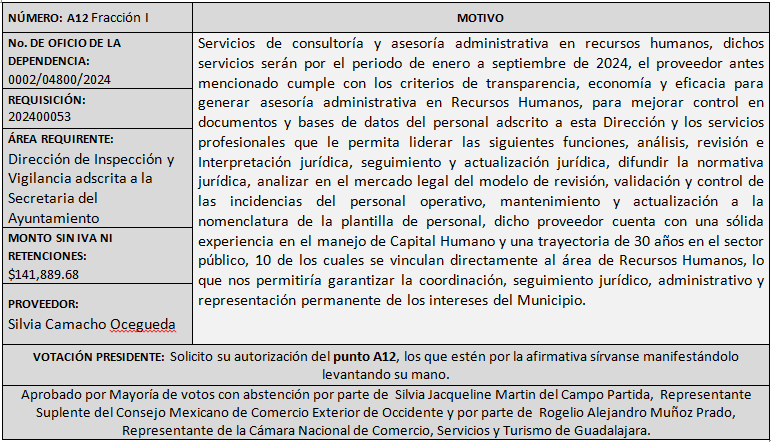 NÚMERO: A12 Fracción I
MOTIVO
No. DE OFICIO DE LA
DEPENDENCIA:
0002/04800/2024
REQUISICIÓN:
202400053
ÁREA REQUIRENTE:
Dirección de Inspección y
Vigilancia adscrita a la
Secretaria del
Ayuntamiento
MONTO SIN IVA NI
RETENCIONES:
$141,889.68
PROVEEDOR:
Silvia Camacho Ocegueda
Servicios de consultoría y asesoría administrativa en recursos humanos, dichos
servicios serán por el periodo de enero a septiembre de 2024, el proveedor antes
mencionado cumple con los criterios de transparencia, economía y eficacia para
generar asesoría administrativa en Recursos Humanos, para mejorar control en
documentos y bases de datos del personal adscrito a esta Dirección y los servicios
profesionales que le permita liderar las siguientes funciones, análisis, revisión e
Interpretación jurídica, seguimiento y actualización jurídica, difundir la normativa
jurídica, analizar en el mercado legal del modelo de revisión, validación y control de
las incidencias del personal operativo, mantenimiento y actualización a la
nomenclatura de la plantilla de personal, dicho proveedor cuenta con una sólida
experiencia en el manejo de Capital Humano y una trayectoria de 30 años en el sector
público, 10 de los cuales se vinculan directamente al área de Recursos Humanos, lo
que nos permitiría garantizar la coordinación, seguimiento jurídico, administrativo y
representación permanente de los intereses del Municipio.
VOTACIÓN PRESIDENTE: Solicito su autorización del punto A12, los que estén por la afirmativa sírvanse manifestándolo
levantando su mano.
Aprobado por Mayoría de votos con abstención por parte de Silvia Jacqueline Martin del Campo Partida, Representante
Suplente del Consejo Mexicano de Comercio Exterior de Occidente y por parte de Rogelio Alejandro Muñoz Prado,
Representante de la Cámara Nacional de Comercio, Servicios y Turismo de Guadalajara.